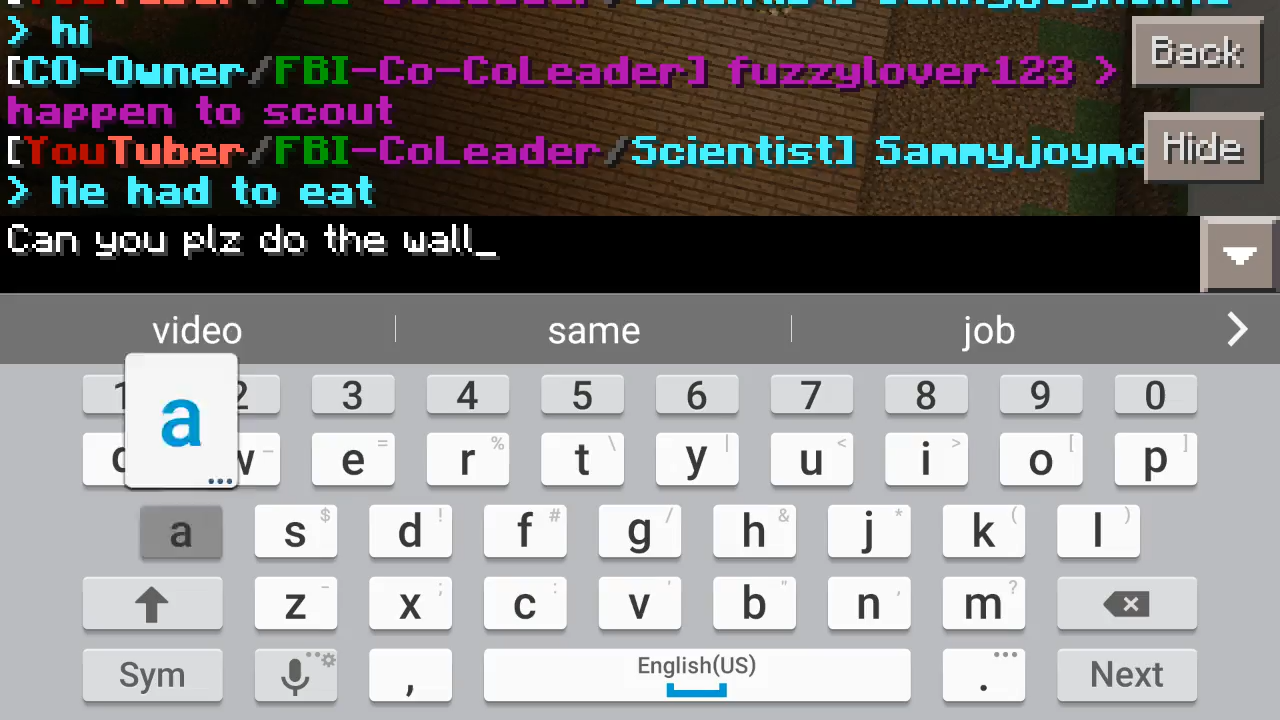 > hi
[CO-Owner/FBI-Co-CoLeader] fuzzylover123 >
happen to scout
[YouTuber/FBI-CoLeader/Scientist]
> He had to eat
Back
Hide
Can you plz do the wall_
video same job
1 2 3 4 5 6 7 8 9 0
a
w - e = r % t \ y | u < i > o [ p ]
a s $ d ! f # g / h & j * k ( l )
z - x ; c : v ' b " n , m ?
Sym , English(US) . Next